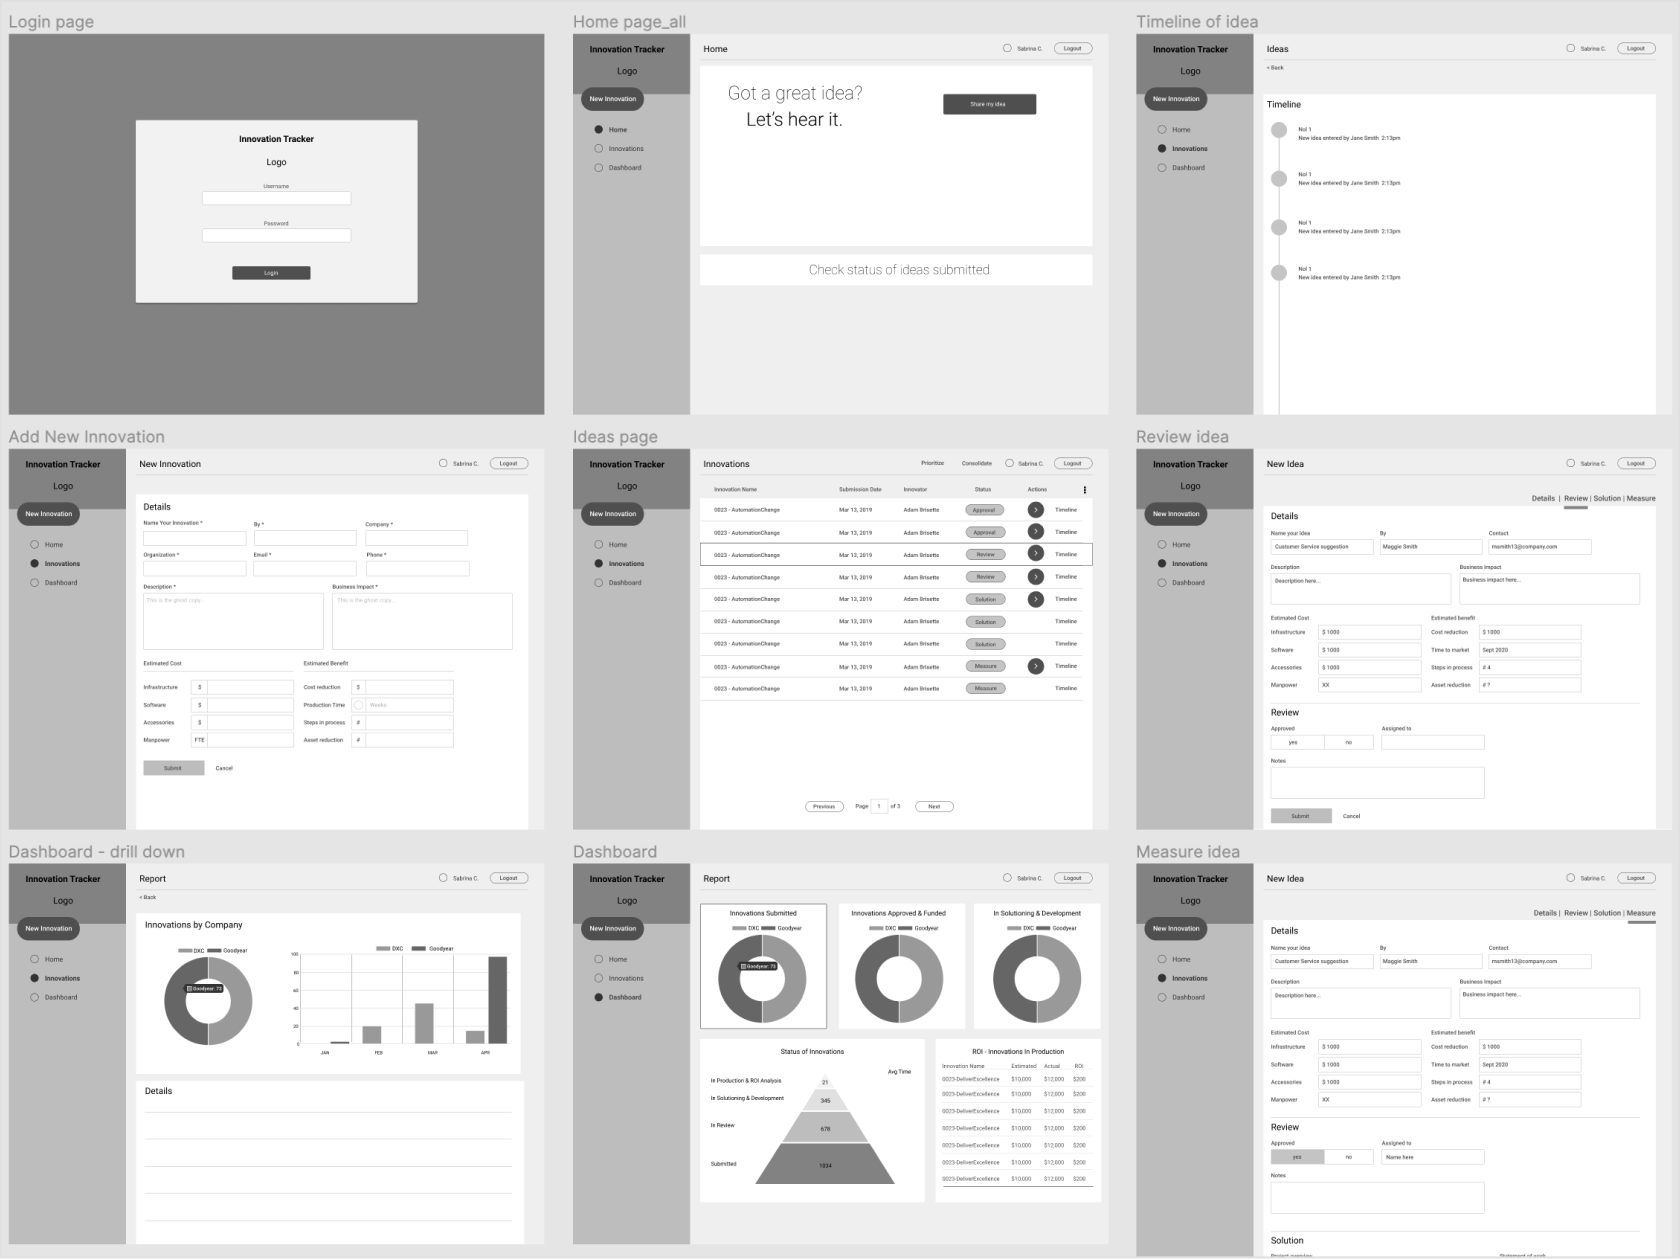 Login page
Innovation Tracker
Logo
Username
Password
Login
Home page_all
Innovation Tracker
Logo
New Innovation
Home
Innovations
Dashboard
Home
Sabrina C.
Logout
Got a great idea?
Let's hear it.
Share my idea
Check status of ideas submitted
Timeline of idea
Innovation Tracker
Logo
New Innovation
Home
Innovations
Dashboard
Ideas
Sabrina C.
Logout
< Back
Timeline
Nol 1
New idea entered by Jane Smith 2:13pm
Nol 1
New idea entered by Jane Smith 2:13pm
Nol 1
New idea entered by Jane Smith 2:13pm
Nol 1
New idea entered by Jane Smith 2:13pm
Add New Innovation
Innovation Tracker
Logo
New Innovation
Home
Innovations
Dashboard
New Innovation
Sabrina C.
Logout
Details
Name Your Innovation * By * Company *
Organization * Email * Phone *
Description * Business Impact *
This is the ghost copy... This is the ghost copy...
Estimated Cost Estimated Benefit
Infrastructure $ Cost reduction $
Software $ Production Time Weeks
Accessories $ Steps in process #
Manpower FTE Asset reduction #
Submit Cancel
Ideas page
Innovation Tracker
Logo
New Innovation
Home
Innovations
Dashboard
Innovations Prioritize Consolidate Sabrina C. Logout
Innovation Name Submission Date Innovator Status Actions
0023 - AutomationChange Mar 13, 2019 Adam Brisette Approval > Timeline
0023 - AutomationChange Mar 13, 2019 Adam Brisette Approval > Timeline
0023 - AutomationChange Mar 13, 2019 Adam Brisette Review > Timeline
0023 - AutomationChange Mar 13, 2019 Adam Brisette Review > Timeline
0023 - AutomationChange Mar 13, 2019 Adam Brisette Solution > Timeline
0023 - AutomationChange Mar 13, 2019 Adam Brisette Solution Timeline
0023 - AutomationChange Mar 13, 2019 Adam Brisette Solution Timeline
0023 - AutomationChange Mar 13, 2019 Adam Brisette Measure > Timeline
0023 - AutomationChange Mar 13, 2019 Adam Brisette Measure Timeline
Previous Page 1 of 3 Next
Review idea
Innovation Tracker
Logo
New Innovation
Home
Innovations
Dashboard
New Idea Sabrina C. Logout
Details | Review | Solution | Measure
Details
Name your idea By Contact
Customer Service suggestion Maggie Smith msmith13@company.com
Description Business Impact
Description here... Business impact here...
Estimated Cost Estimated benefit
Infrastructure $ 1000 Cost reduction $ 1000
Software $ 1000 Time to market Sept 2020
Accessories $ 1000 Steps in process # 4
Manpower XX Asset reduction # ?
Review
Approved Assigned to
yes no
Notes
Submit Cancel
Dashboard - drill down
Innovation Tracker
Logo
New Innovation
Home
Innovations
Dashboard
Report Sabrina C. Logout
< Back
Innovations by Company
DXC Goodyear
Goodyear: 73
DXC Goodyear
100
80
60
40
20
0
JAN FEB MAR APR
Details
Dashboard
Innovation Tracker
Logo
New Innovation
Home
Innovations
Dashboard
Report Sabrina C. Logout
Innovations Submitted
DXC Goodyear
Goodyear: 73
Innovations Approved & Funded
DXC Goodyear
In Solutioning & Development
DXC Goodyear
Status of Innovations
Avg Time
In Production & ROI Analysis 21
In Solutioning & Development 345
In Review 678
Submitted 1034
ROI - Innovations In Production
Innovation Name Estimated Actual ROI
0023-DeliverExcellence $10,000 $12,000 $200
0023-DeliverExcellence $10,000 $12,000 $200
0023-DeliverExcellence $10,000 $12,000 $200
0023-DeliverExcellence $10,000 $12,000 $200
0023-DeliverExcellence $10,000 $12,000 $200
0023-DeliverExcellence $10,000 $12,000 $200
0023-DeliverExcellence $10,000 $12,000 $200
Measure idea
Innovation Tracker
Logo
New Innovation
Home
Innovations
Dashboard
New Idea Sabrina C. Logout
Details | Review | Solution | Measure
Details
Name your idea By Contact
Customer Service suggestion Maggie Smith msmith13@company.com
Description Business Impact
Description here... Business impact here...
Estimated Cost Estimated benefit
Infrastructure $ 1000 Cost reduction $ 1000
Software $ 1000 Time to market Sept 2020
Accessories $ 1000 Steps in process # 4
Manpower XX Asset reduction # ?
Review
Approved Assigned to
yes no Name here
Notes
Solution
Statement of work